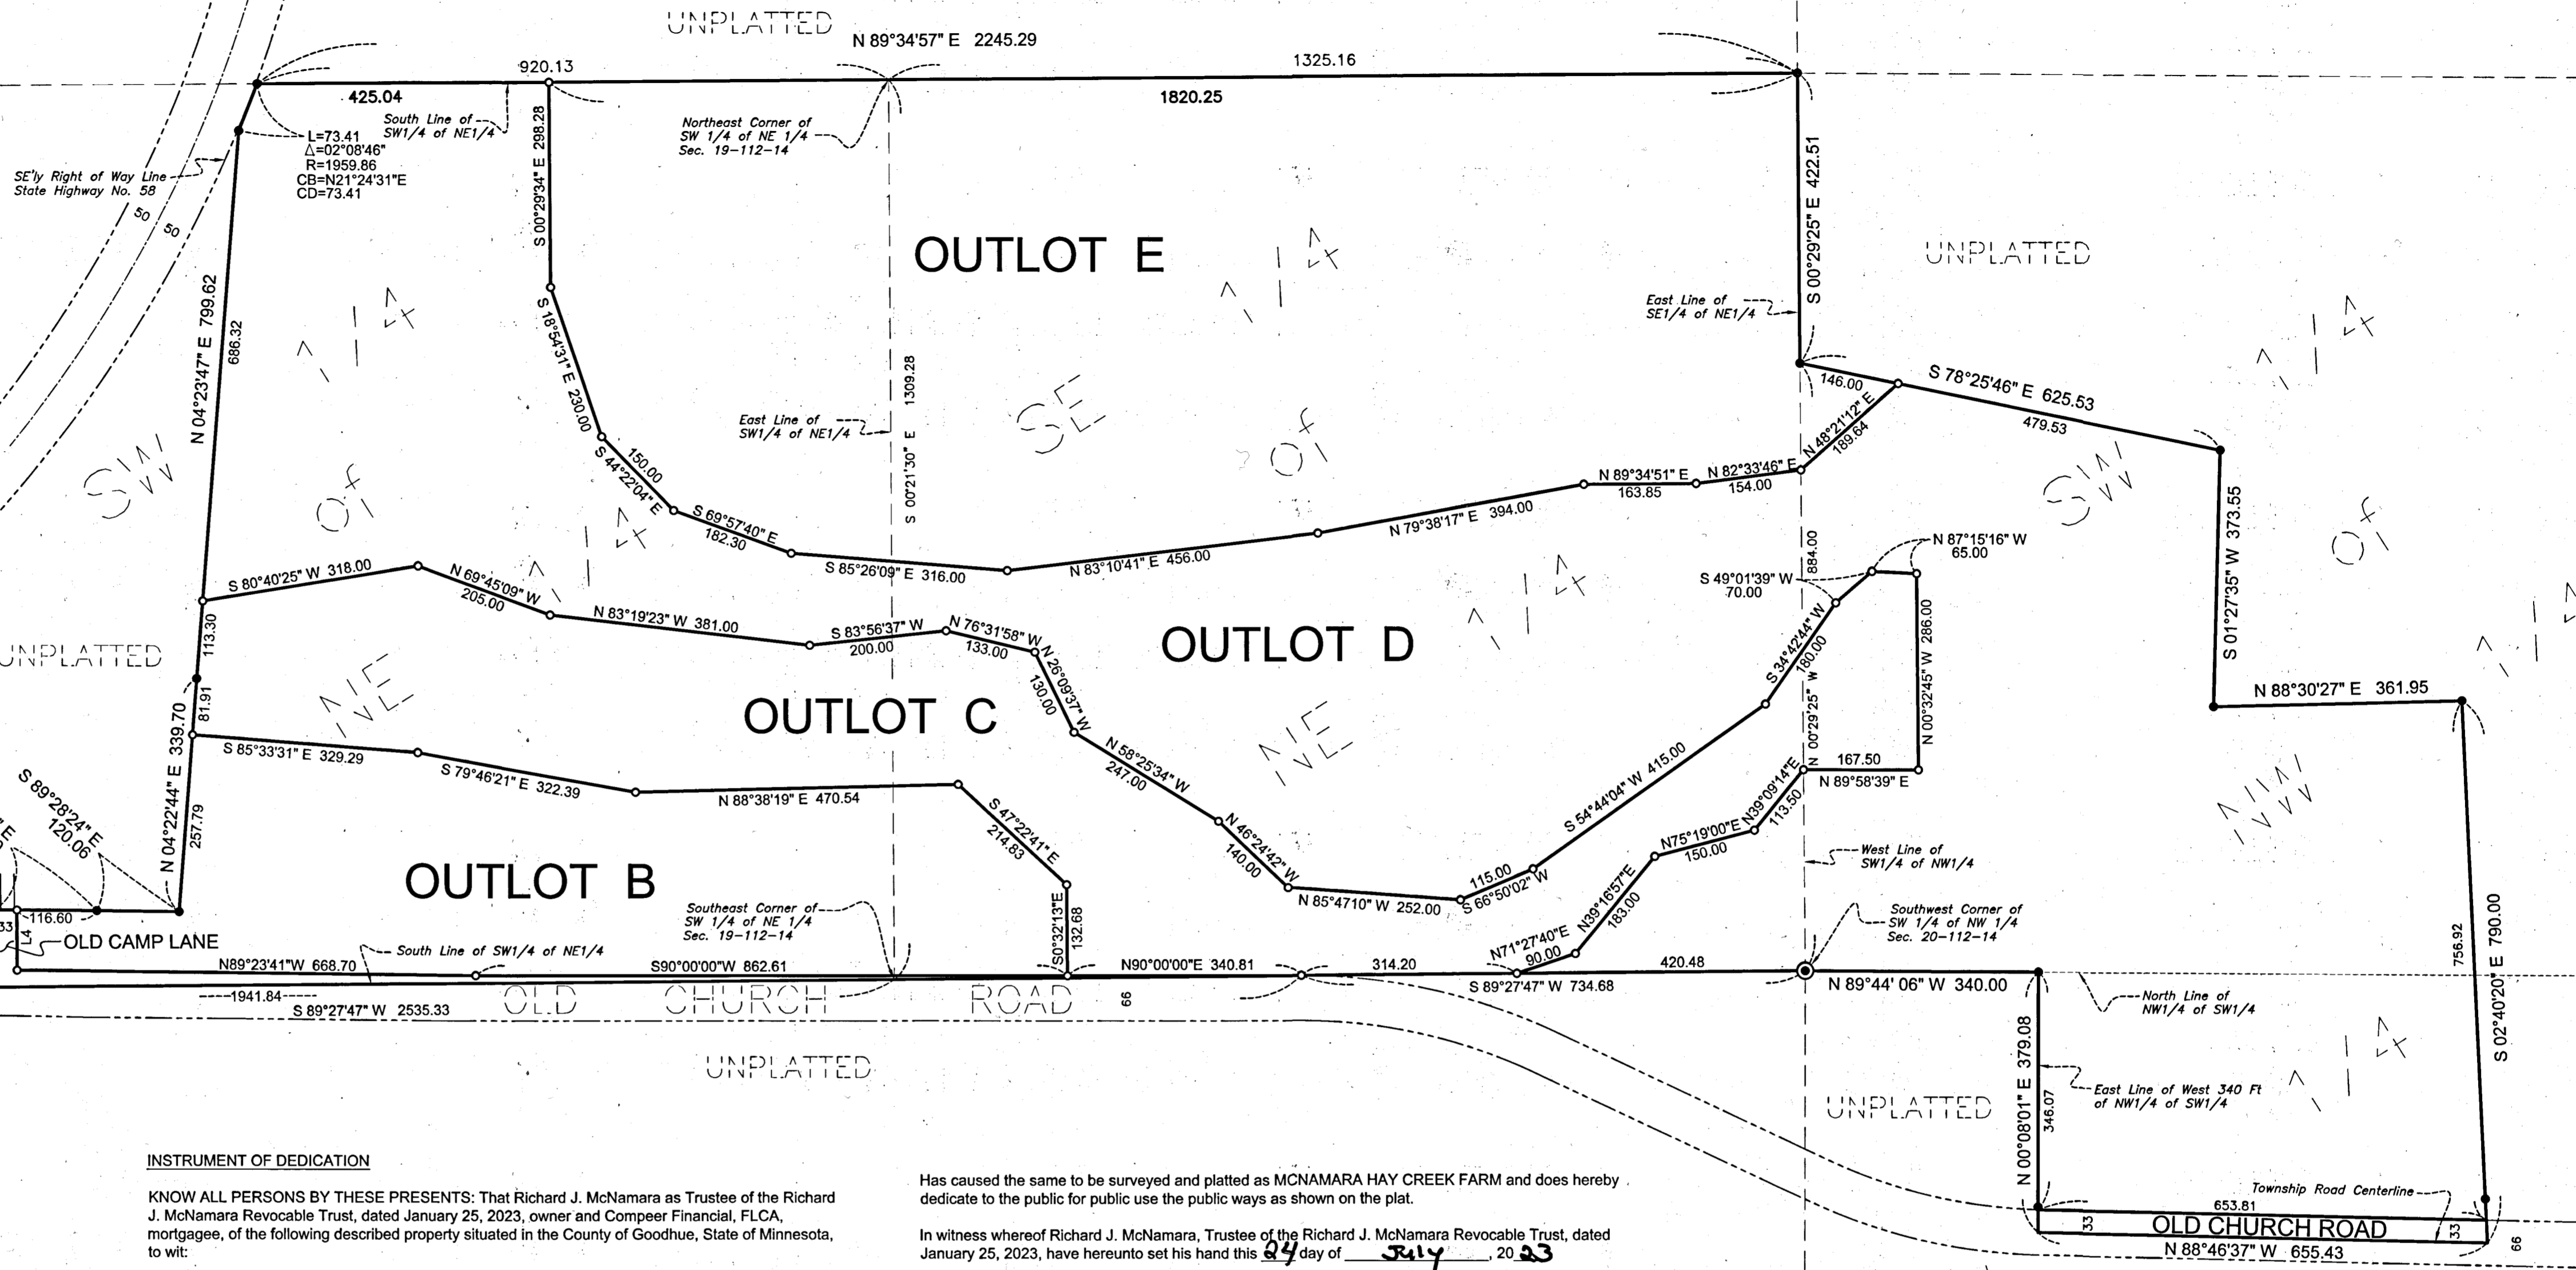 UNPLATTED
N 89°34'57" E 2245.29
920.13
1325.16
425.04
1820.25
South Line of
SW1/4 of NE1/4
Northeast Corner of
SW 1/4 of NE 1/4
Sec. 19-112-14
L=73.41
Δ=02°08'46"
R=1959.86
CB=N21°24'31"E
CD=73.41
SE'ly Right of Way Line
State Highway No. 58
50
50
S 00°29'34" E 298.28
S 00°29'25" E 422.51
OUTLOT E
UNPLATTED
N 04°23'47" E 799.62
686.32
1/4
1/4
1/4
East Line of
SE1/4 of NE1/4
S 18°54'31" E 230.00
S 00°21'30" E 1309.28
East Line of
SW1/4 of NE1/4
146.00
S 78°25'46" E 625.53
479.53
N 48°21'12" E
189.64
SW
of
SE
of
SW
of
150.00
S 44°22'04" E
S 69°57'40" E
182.30
S 85°26'09" E 316.00
N 83°10'41" E 456.00
N 79°38'17" E 394.00
N 89°34'51" E
163.85
N 82°33'46" E
154.00
S 01°27'35" W 373.55
1/4
1/4
1/4
884.00
N 00°29'25" W
N 87°15'16" W
65.00
S 49°01'39" W
70.00
S 80°40'25" W 318.00
N 69°45'09" W
205.00
N 83°19'23" W 381.00
S 83°56'37" W
200.00
N 76°31'58" W
133.00
N 26°09'37" W
130.00
OUTLOT D
S 34°42'44" W
180.00
N 00°32'45" W 286.00
113.30
UNPLATTED
81.91
NE
OUTLOT C
NE
NW
N 88°30'27" E 361.95
N 04°22'44" E 339.70
257.79
S 85°33'31" E 329.29
S 79°46'21" E 322.39
N 88°38'19" E 470.54
S 47°22'41" E
214.83
N 58°25'34" W
247.00
N 46°24'42" W
140.00
S 54°44'04" W 415.00
167.50
N 89°58'39" E
N39°09'14"E
113.50
N75°19'00"E
150.00
N39°16'57"E
183.00
N71°27'40"E
90.00
115.00
S 66°50'02" W
N 85°47'10" W 252.00
West Line of
SW1/4 of NW1/4
S 89°28'24" E
120.06
OUTLOT B
116.60
33
L4
OLD CAMP LANE
Southeast Corner of
SW 1/4 of NE 1/4
Sec. 19-112-14
S0°32'13"E
132.68
Southwest Corner of
SW 1/4 of NW 1/4
Sec. 20-112-14
756.92
S 02°40'20" E 790.00
South Line of SW1/4 of NE1/4
N89°23'41"W 668.70
S90°00'00"W 862.61
N90°00'00"E 340.81
314.20
420.48
S 89°27'47" W 734.68
N 89°44' 06" W 340.00
1941.84
S 89°27'47" W 2535.33
OLD CHURCH ROAD
66
North Line of
NW1/4 of SW1/4
UNPLATTED
N 00°08'01" E 379.08
346.07
East Line of West 340 Ft
of NW1/4 of SW1/4
1/4
UNPLATTED
Township Road Centerline
653.81
33
OLD CHURCH ROAD
33
66
N 88°46'37" W 655.43
INSTRUMENT OF DEDICATION
KNOW ALL PERSONS BY THESE PRESENTS: That Richard J. McNamara as Trustee of the Richard
J. McNamara Revocable Trust, dated January 25, 2023, owner and Compeer Financial, FLCA,
mortgagee, of the following described property situated in the County of Goodhue, State of Minnesota,
to wit:
Has caused the same to be surveyed and platted as MCNAMARA HAY CREEK FARM and does hereby
dedicate to the public for public use the public ways as shown on the plat.
In witness whereof Richard J. McNamara, Trustee of the Richard J. McNamara Revocable Trust, dated
January 25, 2023, have hereunto set his hand this 24 day of July, 20 23